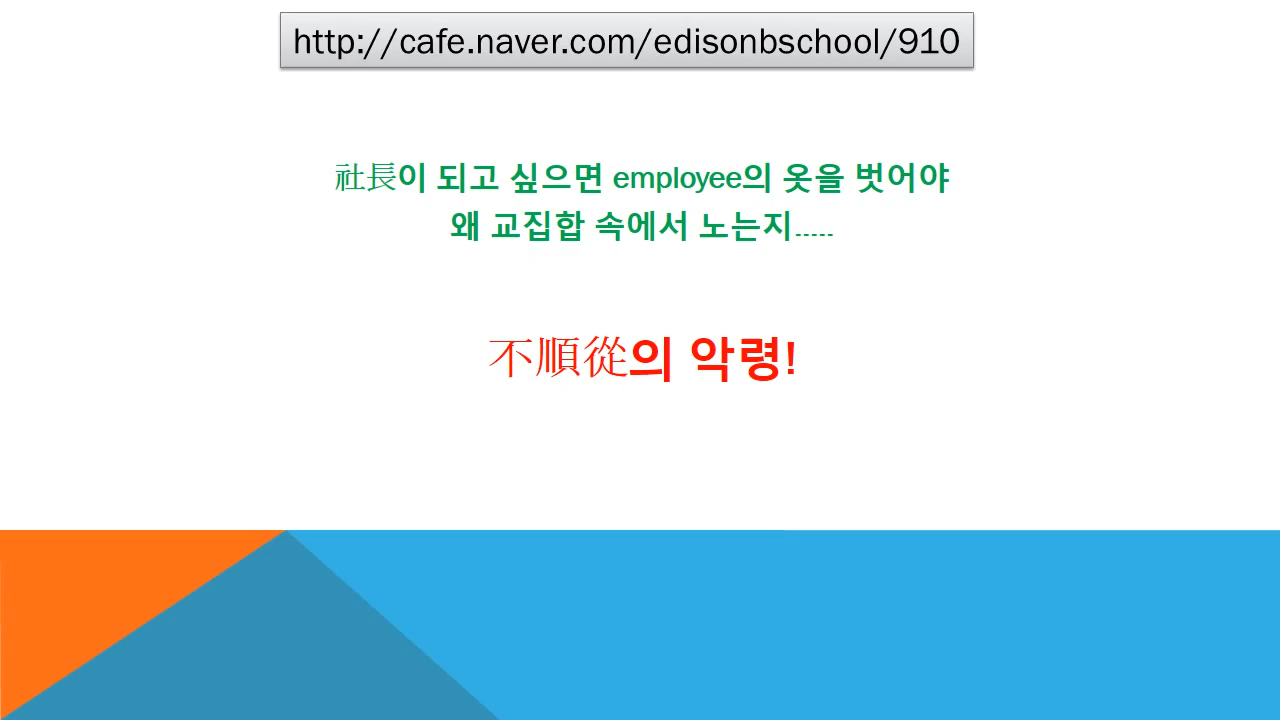 http://cafe.naver.com/edisonbschool/910
社長이 되고 싶으면 employee의 옷을 벗어야
왜 교집합 속에서 노는지.....
不順從의 악령!